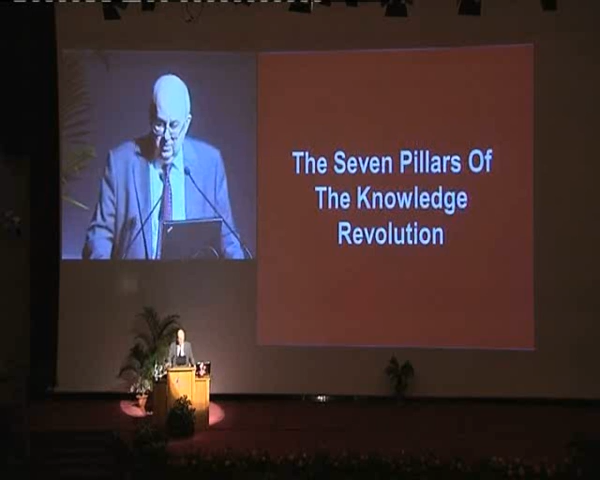 The Seven Pillars Of
The Knowledge
Revolution